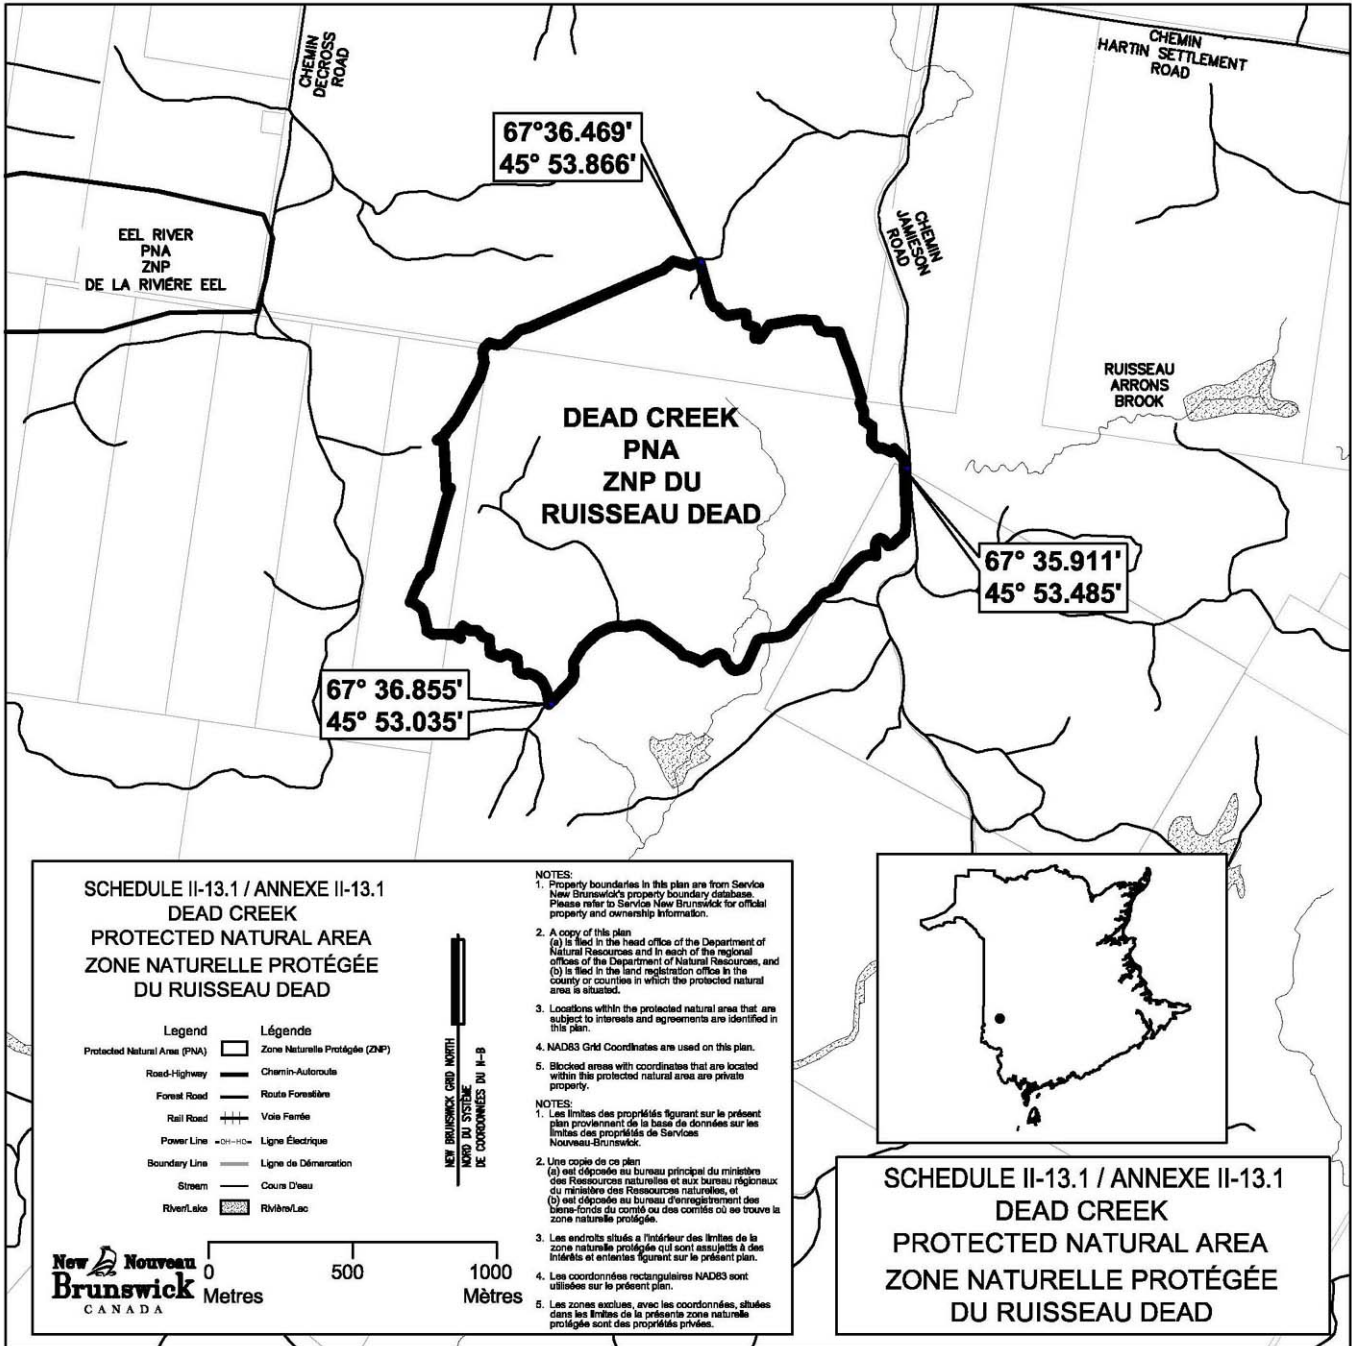 CHEMIN
DECROSS
ROAD
CHEMIN
HARTIN SETTLEMENT
ROAD
67°36.469'
45° 53.866'
EEL RIVER
PNA
ZNP
DE LA RIVIÉRE EEL
CHEMIN
JAMIESON
ROAD
RUISSEAU
ARRONS
BROOK
DEAD CREEK
PNA
ZNP DU
RUISSEAU DEAD
67° 35.911'
45° 53.485'
67° 36.855'
45° 53.035'
SCHEDULE II-13.1 / ANNEXE II-13.1
DEAD CREEK
PROTECTED NATURAL AREA
ZONE NATURELLE PROTÉGÉE
DU RUISSEAU DEAD
Legend Légende
Protected Natural Area (PNA) Zone Naturelle Protégée (ZNP)
Road-Highway Chemin-Autoroute
Forest Road Route Forestière
Rail Road Voie Ferrée
Power Line OH-HO Ligne Électrique
Boundary Line Ligne de Démarcation
Stream Cours D'eau
River/Lake Rivière/Lac
NEW BRUNSWICK GRID NORTH
NORD DU SYSTÈME
DE COORDONNÉES DU N-B
New Nouveau
Brunswick
CANADA
0 500 1000
Metres Mètres
NOTES:
1. Property boundaries in this plan are from Service
New Brunswick's property boundary database.
Please refer to Service New Brunswick for official
property and ownership information.
2. A copy of this plan
(a) is filed in the head office of the Department of
Natural Resources and in each of the regional
offices of the Department of Natural Resources, and
(b) is filed in the land registration office in the
county or counties in which the protected natural
area is situated.
3. Locations within the protected natural area that are
subject to interests and agreements are identified in
this plan.
4. NAD83 Grid Coordinates are used on this plan.
5. Blocked areas with coordinates that are located
within this protected natural area are private
property.
NOTES:
1. Les limites des propriétés figurant sur le présent
plan proviennent de la base de données sur les
limites des propriétés de Services
Nouveau-Brunswick.
2. Une copie de ce plan
(a) est déposée au bureau principal du ministère
des Ressources naturelles et aux bureau régionaux
du ministère des Ressources naturelles, et
(b) est déposée au bureau d'enregistrement des
biens-fonds du comté ou des comtés où se trouve la
zone naturelle protégée.
3. Les endroits situés a l'intérieur des limites de la
zone naturelle protégée qui sont assujettis à des
intérêts et ententes figurant sur le présent plan.
4. Les coordonnées rectangulaires NAD83 sont
utilisées sur le présent plan.
5. Les zones exclues, avec les coordonnées, situées
dans les limites de la présente zone naturelle
protégée sont des propriétés privées.
SCHEDULE II-13.1 / ANNEXE II-13.1
DEAD CREEK
PROTECTED NATURAL AREA
ZONE NATURELLE PROTÉGÉE
DU RUISSEAU DEAD